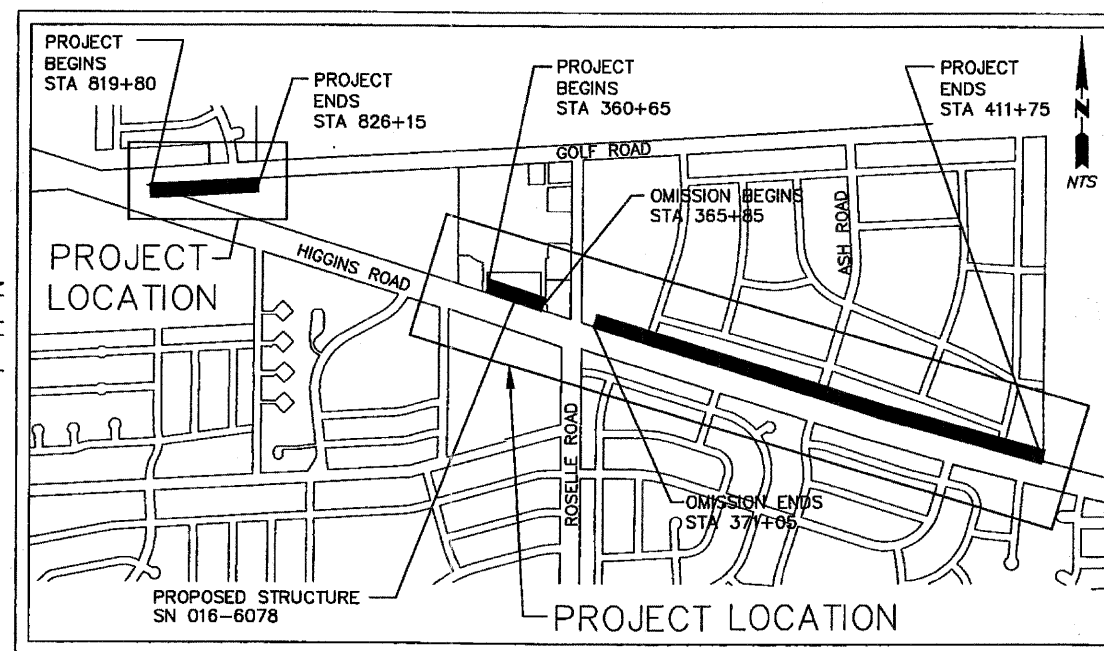 PROJECT
BEGINS
STA 819+80
PROJECT
ENDS
STA 826+15
PROJECT
BEGINS
STA 360+65
PROJECT
ENDS
STA 411+75
N
NTS
GOLF ROAD
OMISSION BEGINS
STA 365+85
ASH ROAD
HIGGINS ROAD
PROJECT
LOCATION
ROSELLE ROAD
OMISSION ENDS
STA 371+05
PROPOSED STRUCTURE
SN 016-6078
PROJECT LOCATION